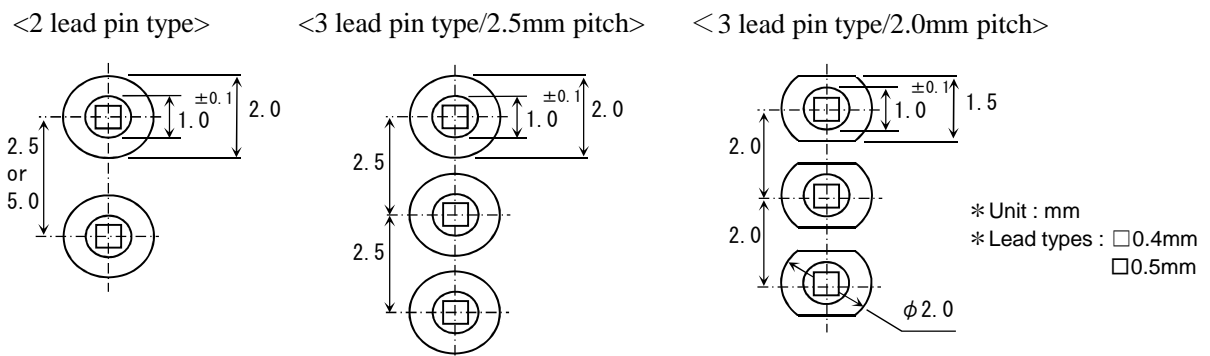 <2 lead pin type>
<3 lead pin type/2.5mm pitch>
＜3 lead pin type/2.0mm pitch>
2.5
or
5.0
1.0 ±0.1
2.0
2.5
2.5
1.0 ±0.1
2.0
2.0
2.0
1.0 ±0.1
1.5
φ2.0
＊Unit : mm
＊Lead types : □0.4mm
□0.5mm